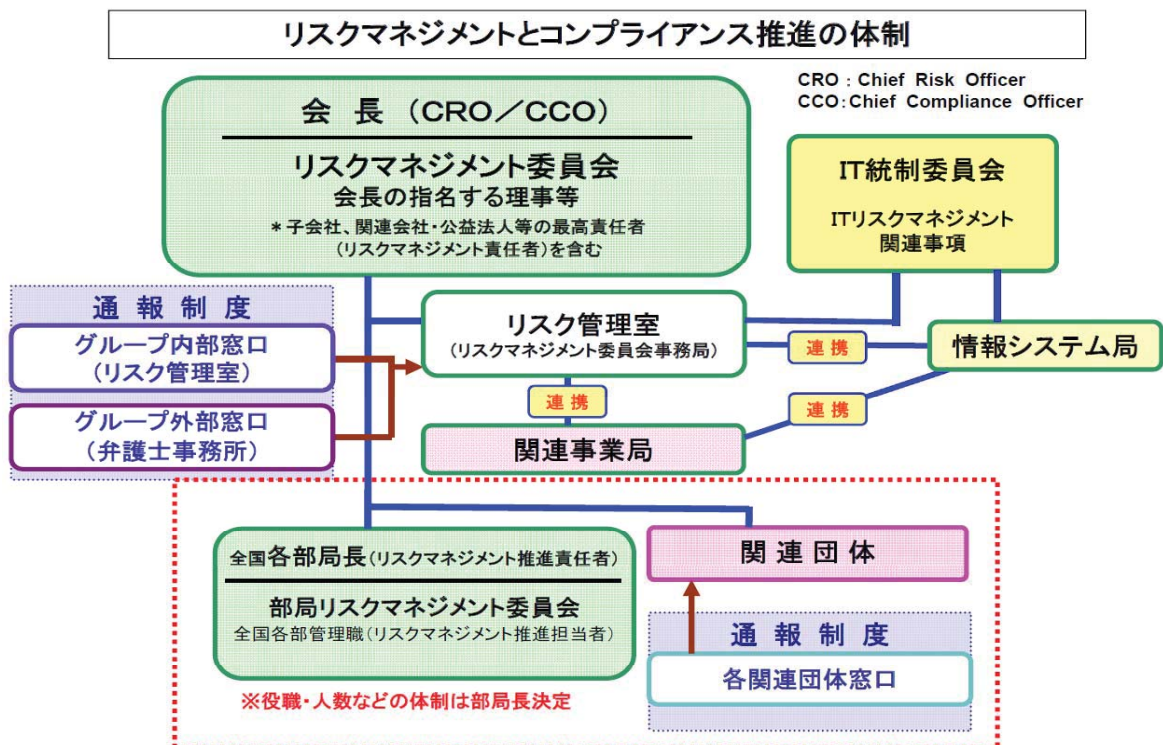 リスクマネジメントとコンプライアンス推進の体制
CRO : Chief Risk Officer
CCO:Chief Compliance Officer
会 長 (CRO/CCO)
リスクマネジメント委員会
会長の指名する理事等
＊子会社、関連会社・公益法人等の最高責任者
(リスクマネジメント責任者)を含む
IT統制委員会
ITリスクマネジメント
関連事項
通 報 制 度
グループ内部窓口
(リスク管理室)
グループ外部窓口
(弁護士事務所)
リスク管理室
(リスクマネジメント委員会事務局)
連 携
情報システム局
連 携
連 携
関連事業局
全国各部局長(リスクマネジメント推進責任者)
部局リスクマネジメント委員会
全国各部管理職(リスクマネジメント推進担当者)
※役職・人数などの体制は部局長決定
関 連 団 体
通 報 制 度
各関連団体窓口